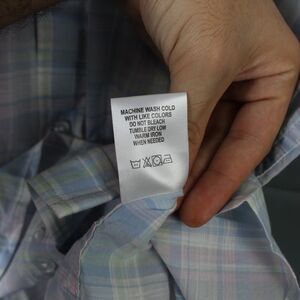 MACHINE WASH COLD
WITH LIKE COLORS
DO NOT BLEACH
TUMBLE DRY LOW
WARM IRON
WHEN NEEDED